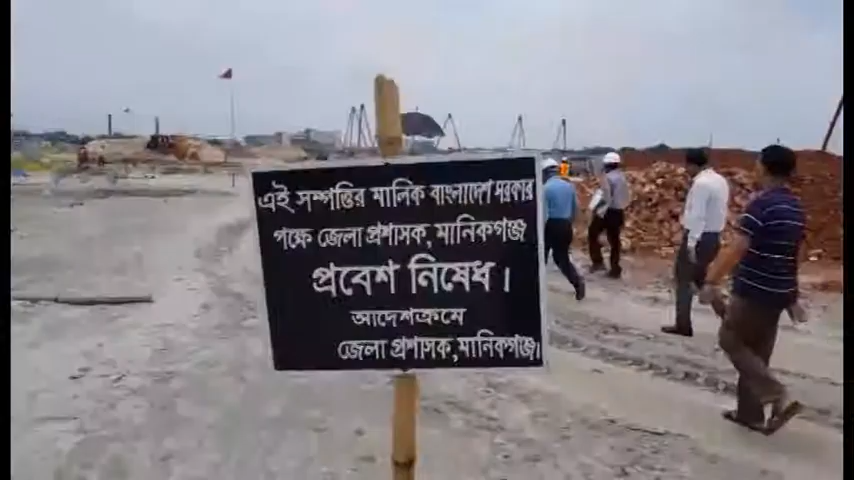 এই সম্পত্তির মালিক বাংলাদেশ সরকার
পক্ষে জেলা প্রশাসক, মানিকগঞ্জ
প্রবেশ নিষেধ।
আদেশক্রমে
জেলা প্রশাসক, মানিকগঞ্জ।